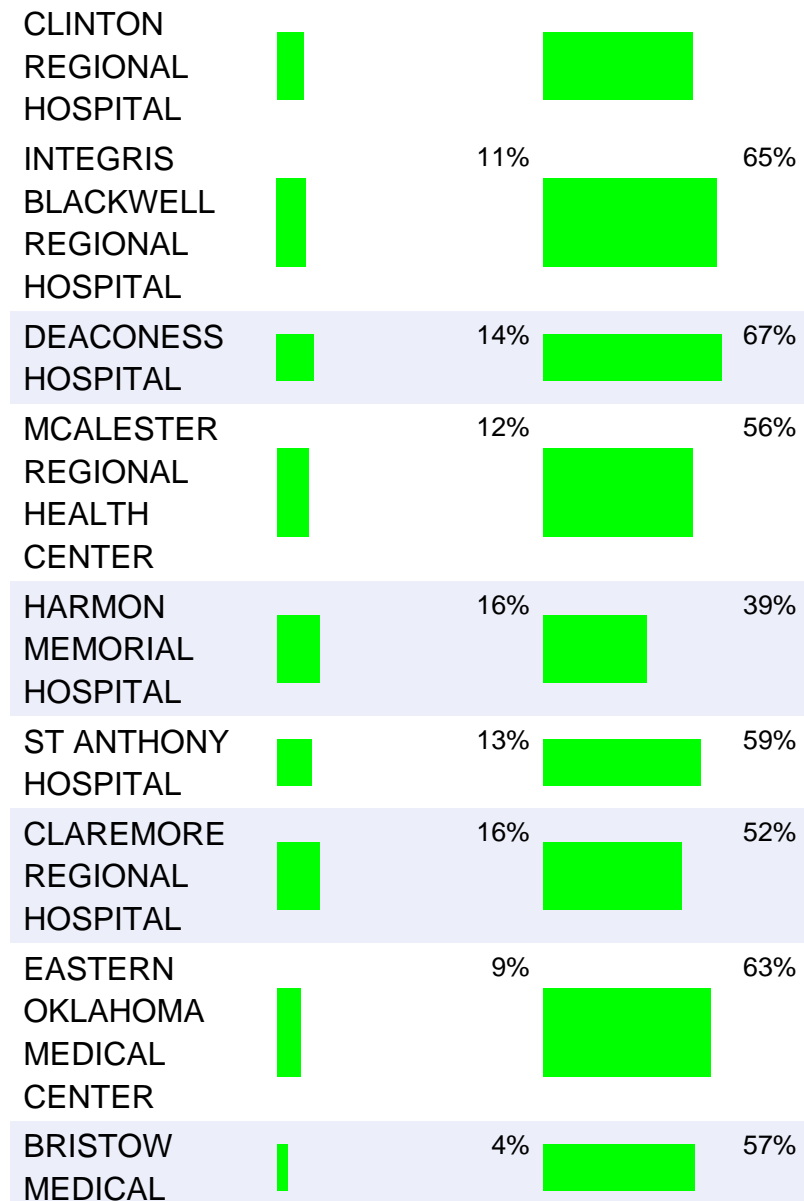 CLINTON
REGIONAL
HOSPITAL
INTEGRIS 11% 65%
BLACKWELL
REGIONAL
HOSPITAL
DEACONESS 14% 67%
HOSPITAL
MCALESTER 12% 56%
REGIONAL
HEALTH
CENTER
HARMON 16% 39%
MEMORIAL
HOSPITAL
ST ANTHONY 13% 59%
HOSPITAL
CLAREMORE 16% 52%
REGIONAL
HOSPITAL
EASTERN 9% 63%
OKLAHOMA
MEDICAL
CENTER
BRISTOW 4% 57%
MEDICAL